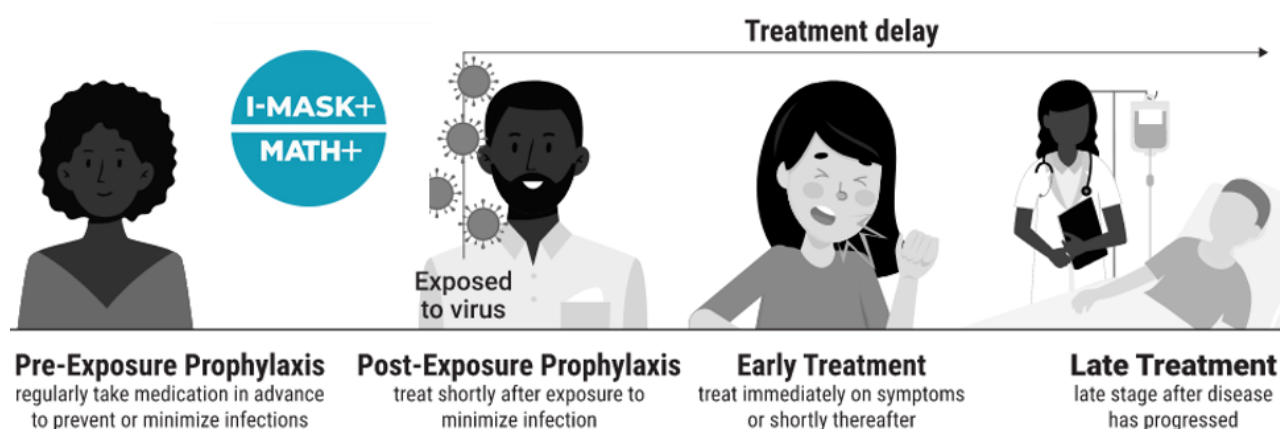 Treatment delay
I-MASK+
MATH+
Exposed
to virus
Pre-Exposure Prophylaxis
regularly take medication in advance
to prevent or minimize infections
Post-Exposure Prophylaxis
treat shortly after exposure to
minimize infection
Early Treatment
treat immediately on symptoms
or shortly thereafter
Late Treatment
late stage after disease
has progressed